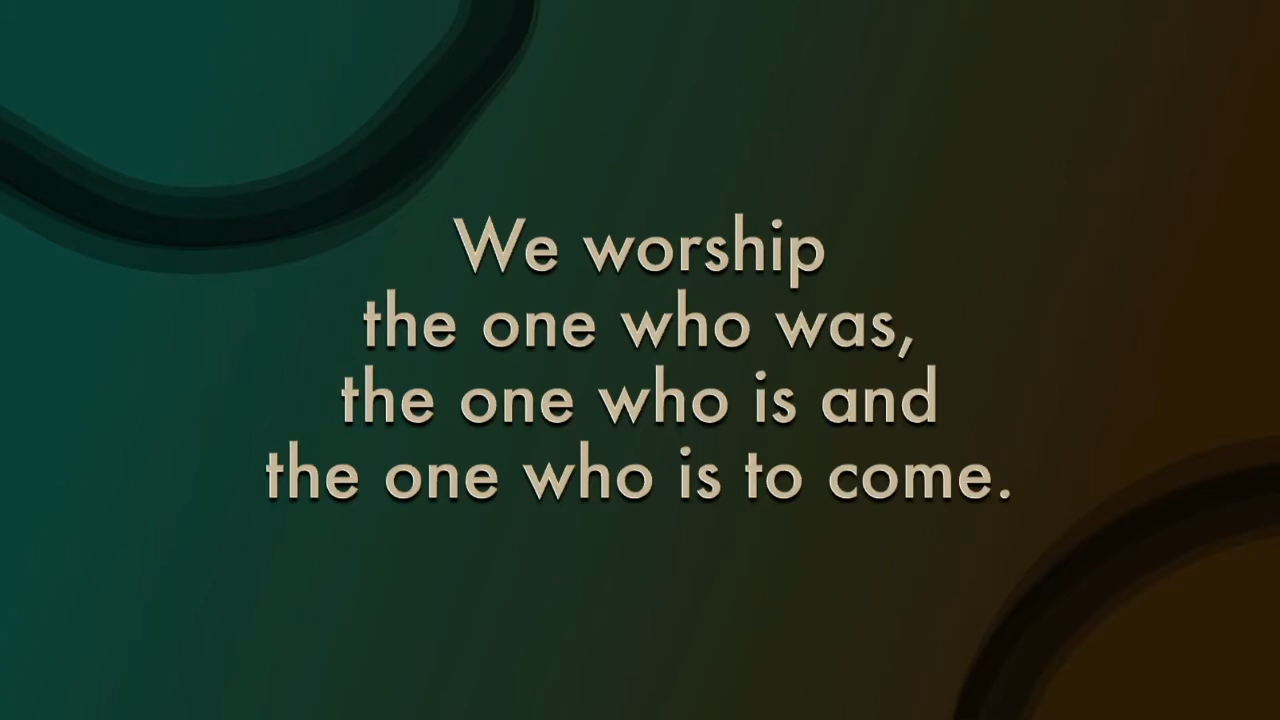 We worship
the one who was,
the one who is and
the one who is to come.